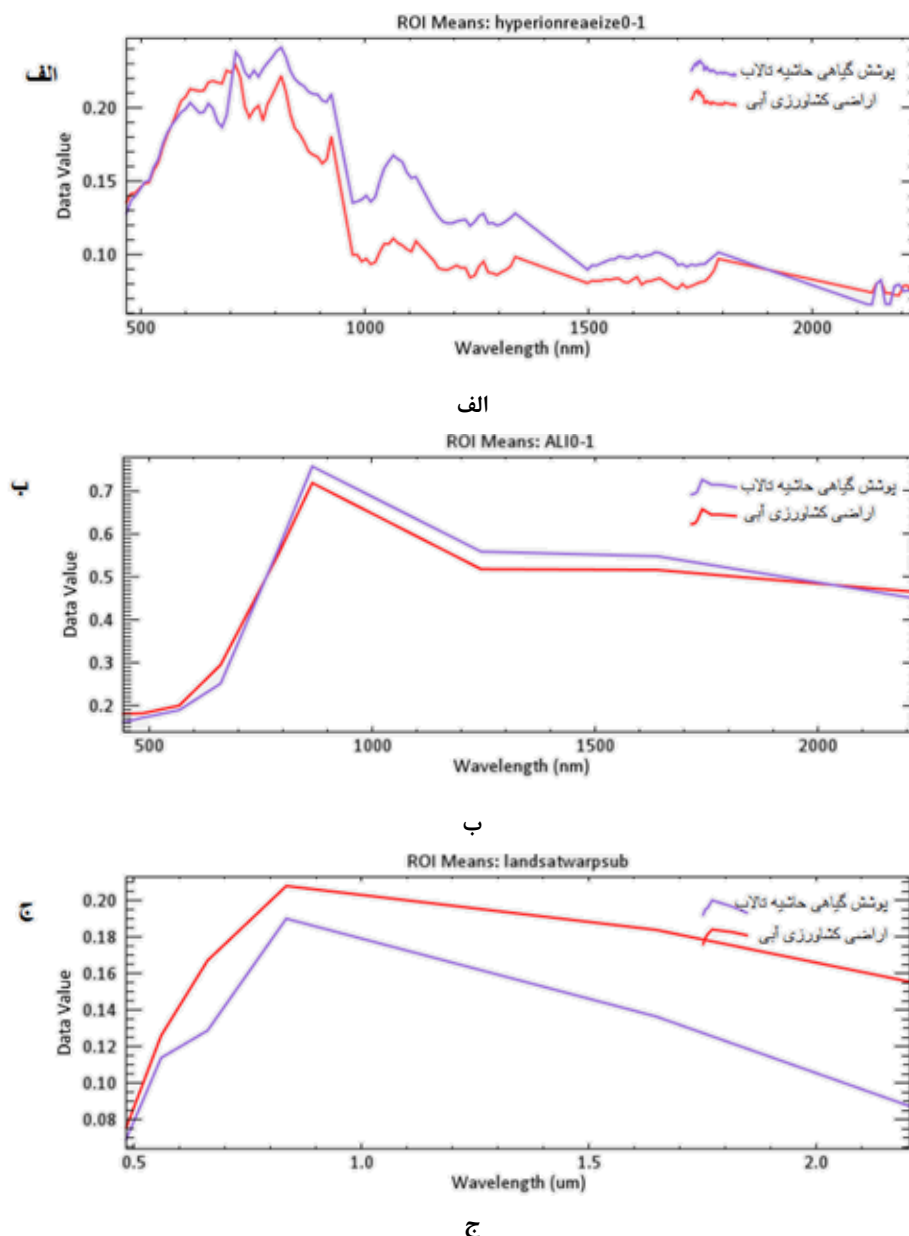 ROI Means: hyperionreaeize0-1
الف
Data Value
0.20
0.15
0.10
پوشش گیاهی حاشیه تالاب
اراضی کشاورزی آبی
500 1000 1500 2000
Wavelength (nm)
الف
ROI Means: ALI0-1
Data Value
0.7
0.6
0.5
0.4
0.3
0.2
پوشش گیاهی حاشیه تالاب
اراضی کشاورزی آبی
500 1000 1500 2000
Wavelength (nm)
ب
ROI Means: landsatwarpsub
ج
Data Value
0.20
0.18
0.16
0.14
0.12
0.10
0.08
پوشش گیاهی حاشیه تالاب
اراضی کشاورزی آبی
0.5 1.0 1.5 2.0
Wavelength (um)
ج